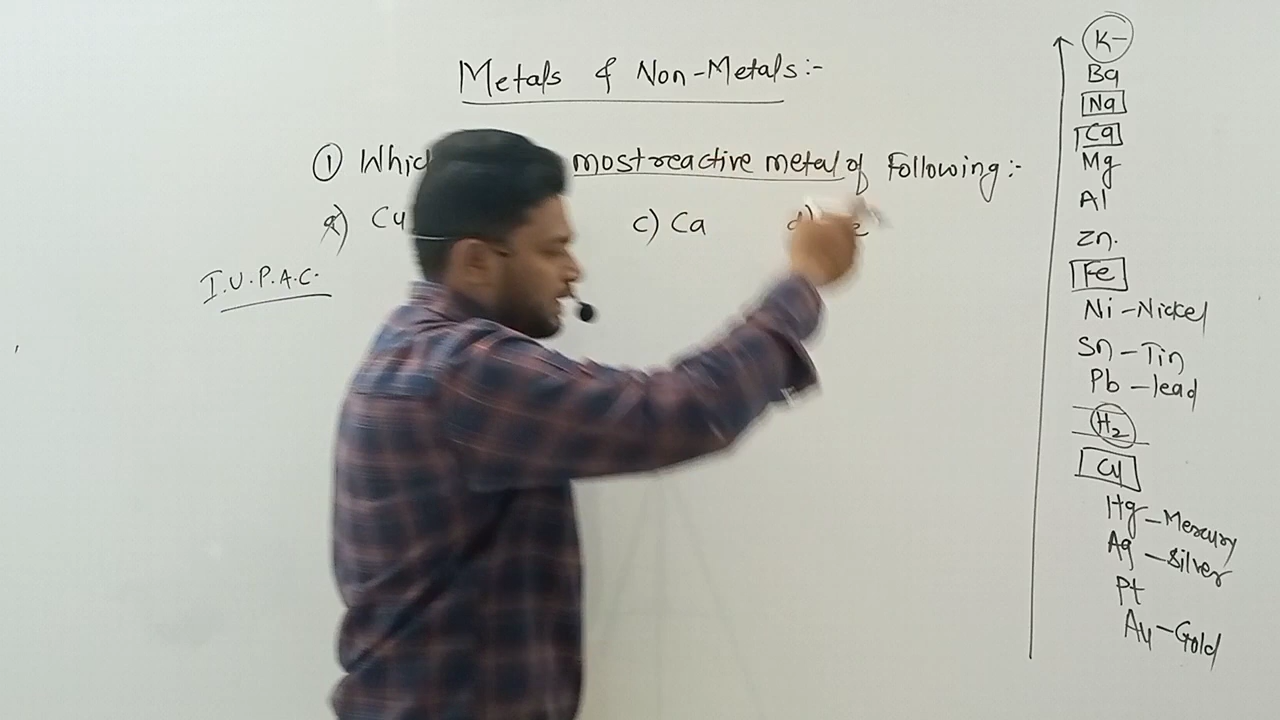 Metals & Non-Metals:-
① Whic most reactive metal of Following:-
a) Cu c) Ca d) e
I.U.P.A.C.
K-
Ba
Na
Ca
Mg
Al
Zn.
Fe
Ni-Nickel
Sn-Tin
Pb-lead
H₂
Cu
Hg-Mercury
Ag-Silver
Pt
Au-Gold